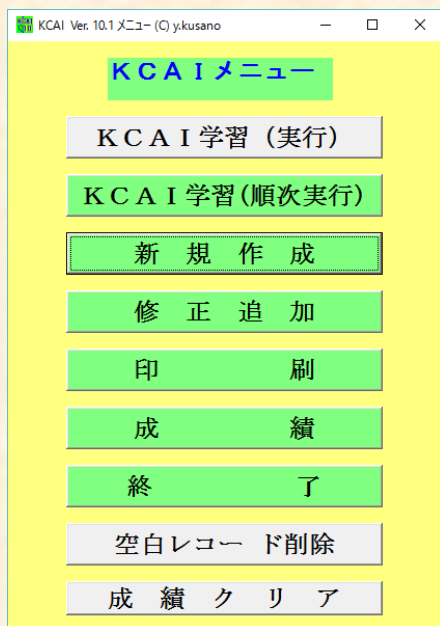 KCAI Ver. 10.1 メニュー (C) y.kusano
ＫＣＡＩメニュー
ＫＣＡＩ学習（実行）
ＫＣＡＩ学習(順次実行)
新　規　作　成
修　正　追　加
印　　　　　刷
成　　　　　績
終　　　　　了
空白レコード削除
成　績　ク　リ　ア